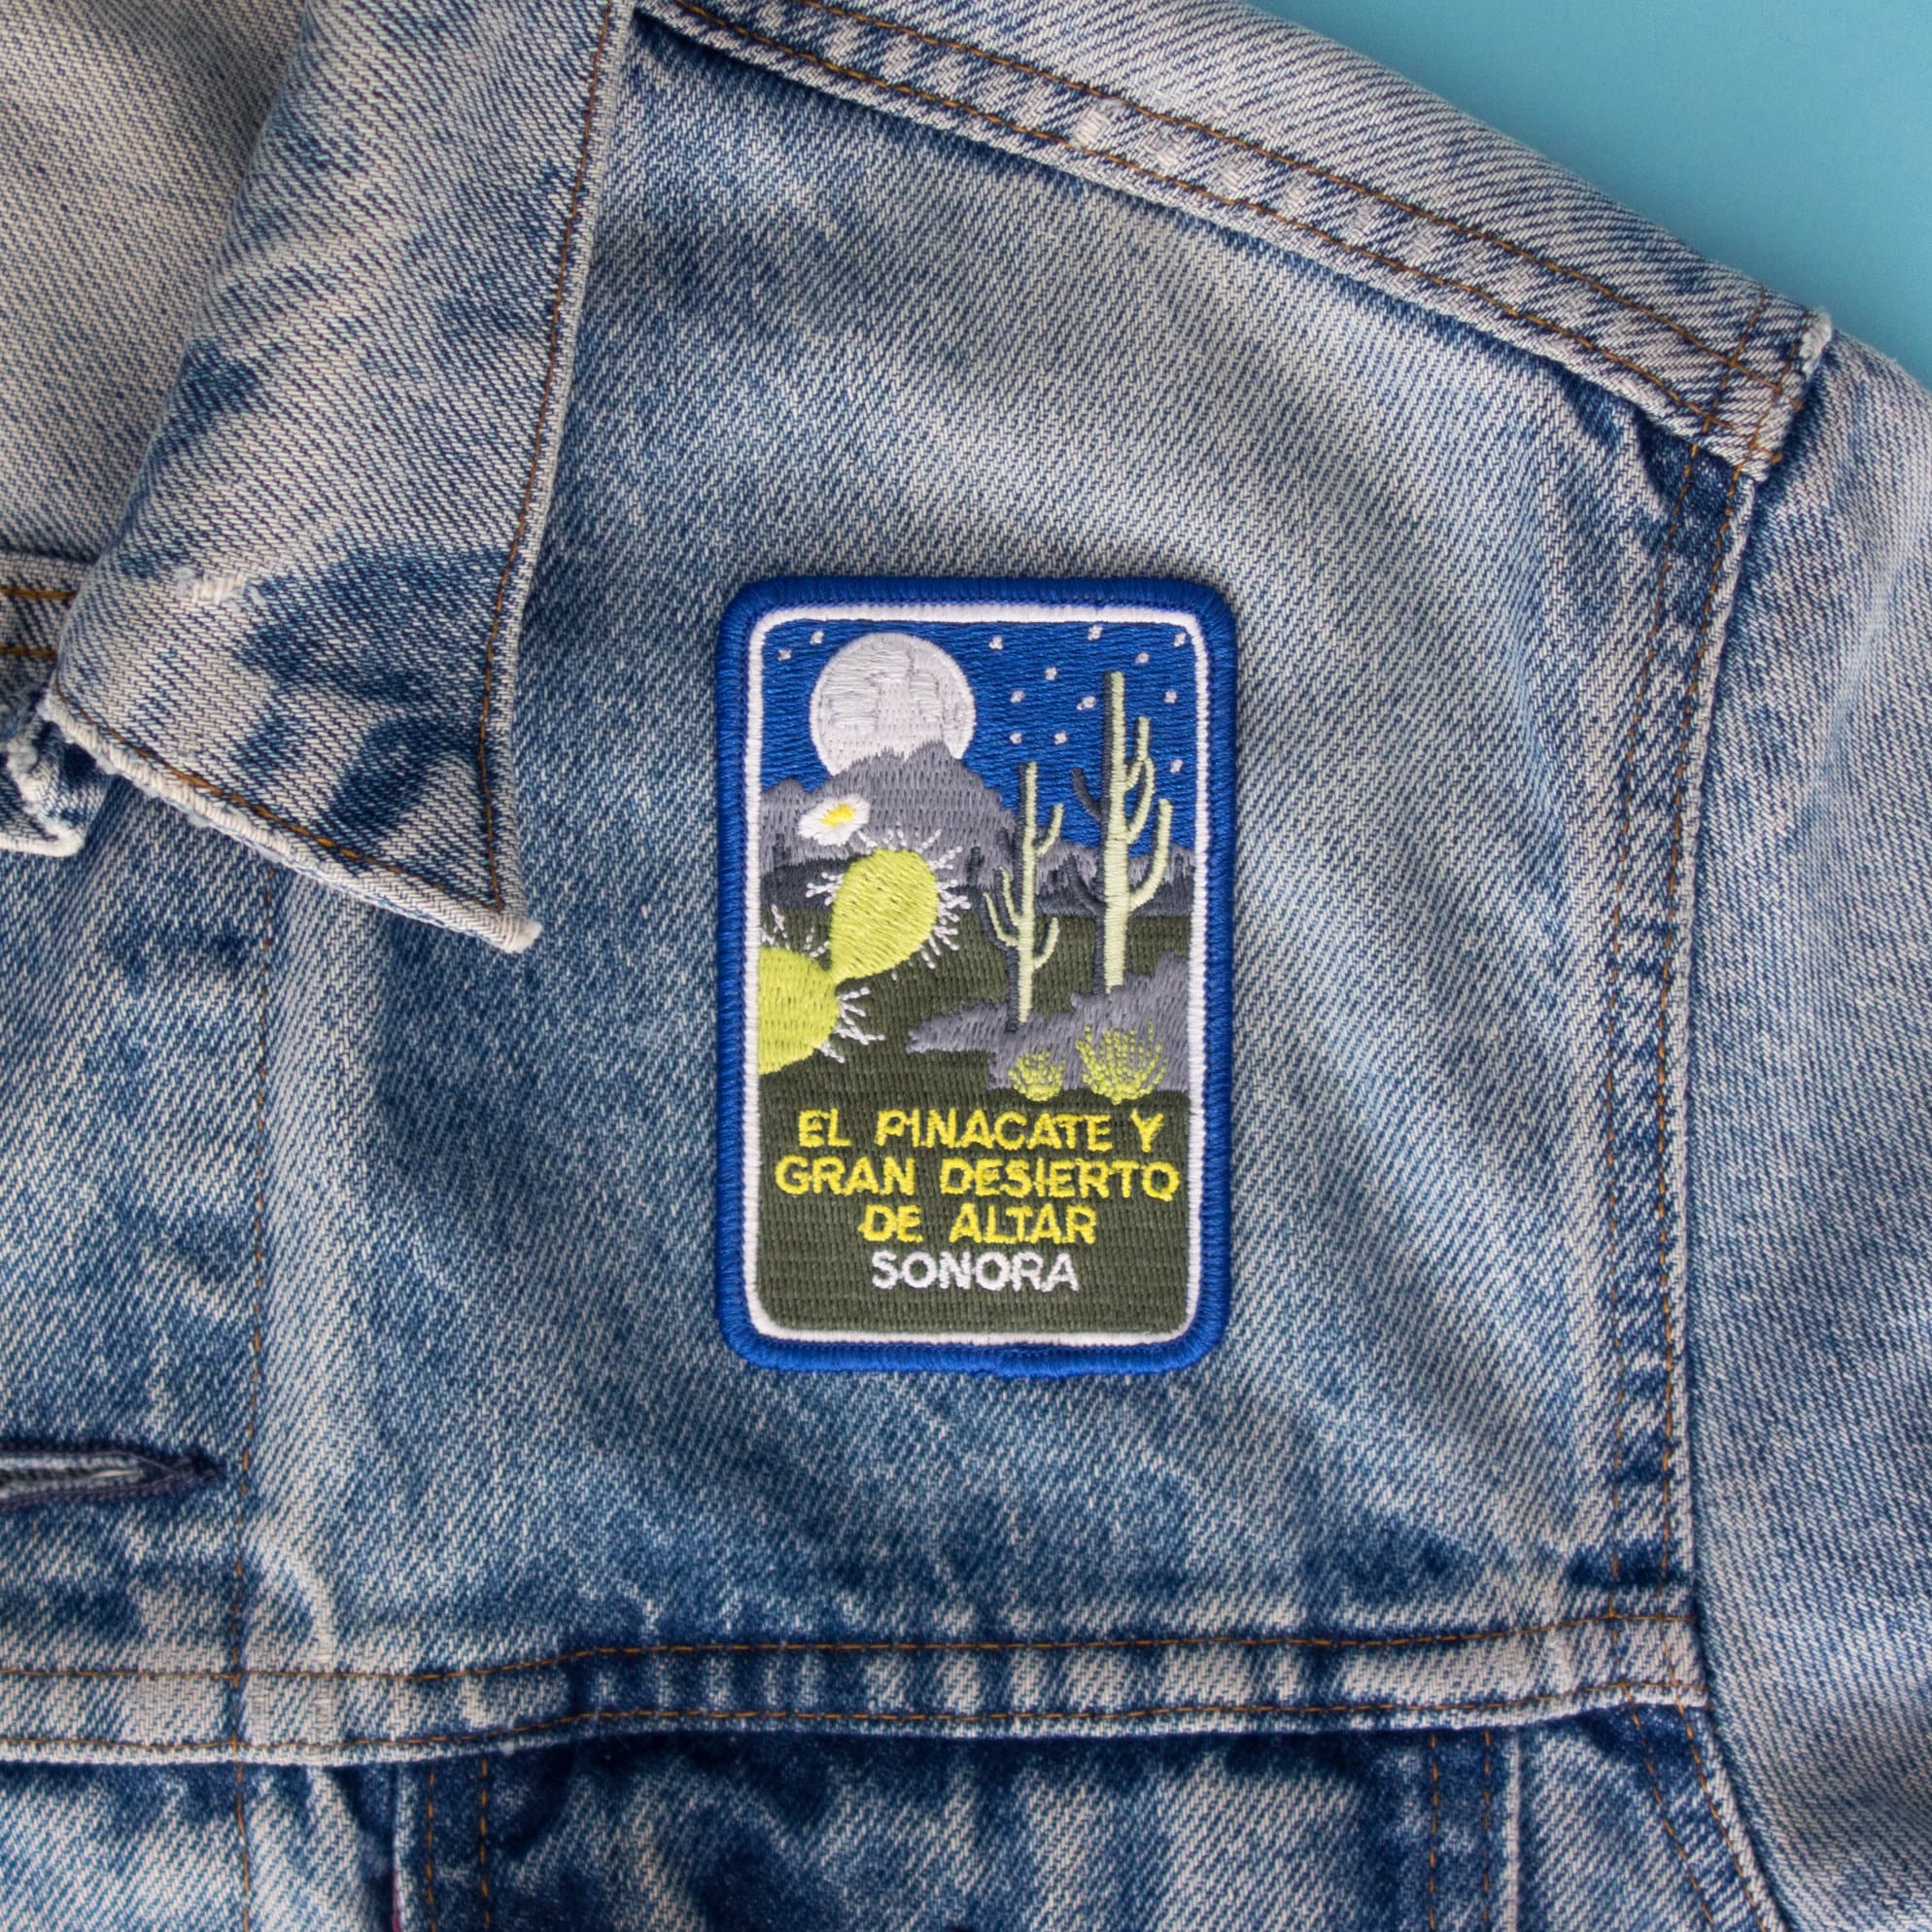 EL PINACATE Y
GRAN DESIERTO
DE ALTAR
SONORA